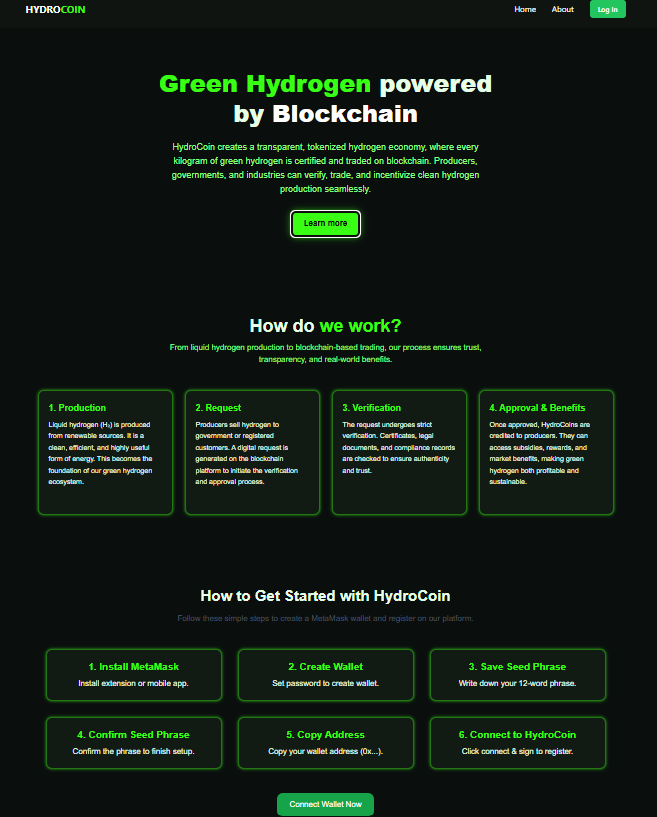 HYDROCOIN
Home About Log In
Green Hydrogen powered
by Blockchain
HydroCoin creates a transparent, tokenized hydrogen economy, where every
kilogram of green hydrogen is certified and traded on blockchain. Producers,
governments, and industries can verify, trade, and incentivize clean hydrogen
production seamlessly.
Learn more
How do we work?
From liquid hydrogen production to blockchain-based trading, our process ensures trust,
transparency, and real-world benefits.
1. Production
Liquid hydrogen (H₂) is produced
from renewable sources. It is a
clean, efficient, and highly useful
form of energy. This becomes the
foundation of our green hydrogen
ecosystem.
2. Request
Producers sell hydrogen to
government or registered
customers. A digital request is
generated on the blockchain
platform to initiate the verification
and approval process.
3. Verification
The request undergoes strict
verification. Certificates, legal
documents, and compliance records
are checked to ensure authenticity
and trust.
4. Approval & Benefits
Once approved, HydroCoins are
credited to producers. They can
access subsidies, rewards, and
market benefits, making green
hydrogen both profitable and
sustainable.
How to Get Started with HydroCoin
Follow these simple steps to create a MetaMask wallet and register on our platform.
1. Install MetaMask
Install extension or mobile app.
2. Create Wallet
Set password to create wallet.
3. Save Seed Phrase
Write down your 12-word phrase.
4. Confirm Seed Phrase
Confirm the phrase to finish setup.
5. Copy Address
Copy your wallet address (0x...).
6. Connect to HydroCoin
Click connect & sign to register.
Connect Wallet Now